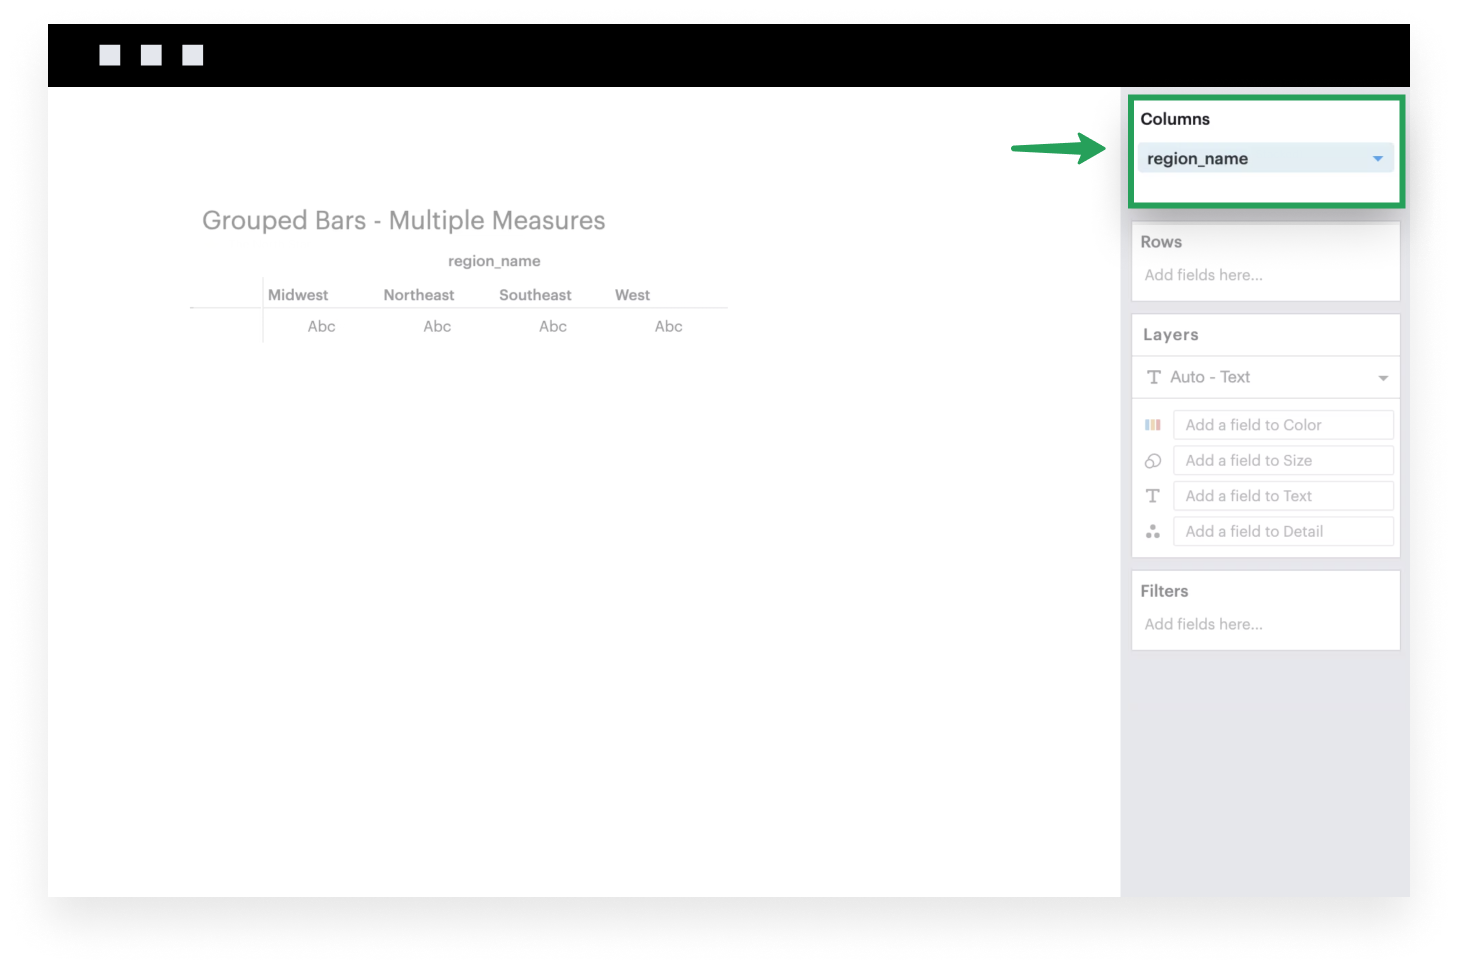 Grouped Bars - Multiple Measures
region_name
Midwest Northeast Southeast West
Abc Abc Abc Abc
Columns
region_name
Rows
Add fields here...
Layers
Auto - Text
Add a field to Color
Add a field to Size
Add a field to Text
Add a field to Detail
Filters
Add fields here...